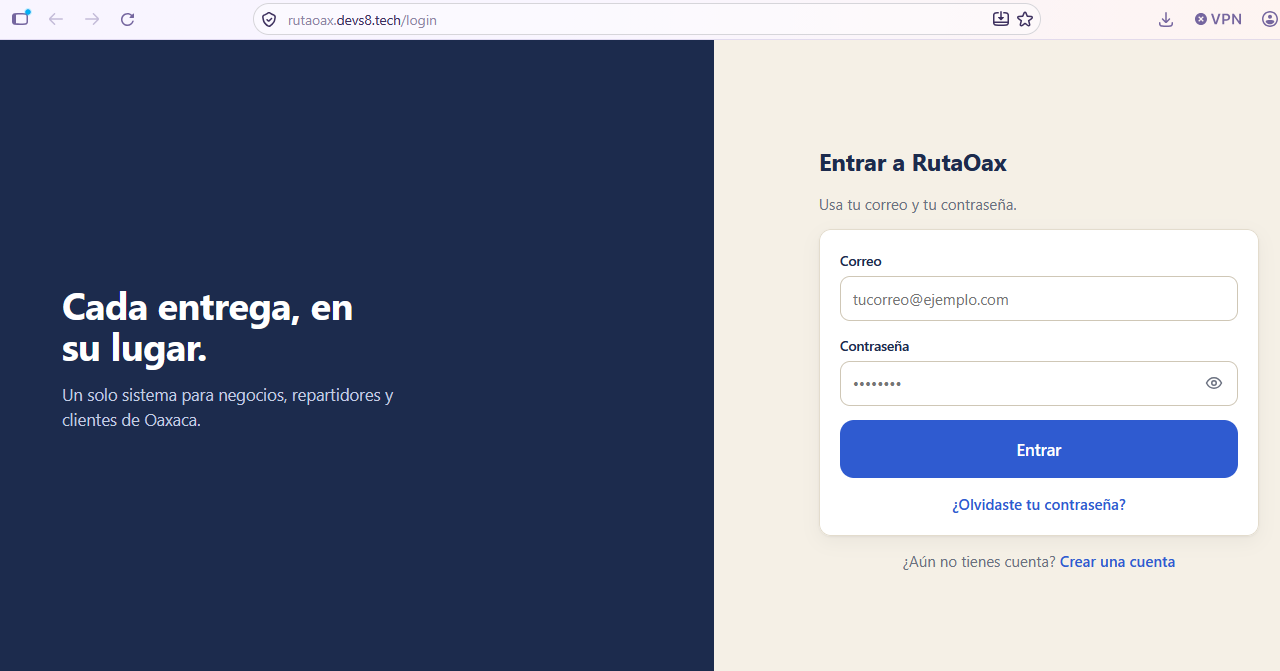 rutaoax.devs8.tech/login
VPN
Cada entrega, en
su lugar.
Un solo sistema para negocios, repartidores y
clientes de Oaxaca.
Entrar a RutaOax
Usa tu correo y tu contraseña.
Correo
tucorreo@ejemplo.com
Contraseña
••••••••
Entrar
¿Olvidaste tu contraseña?
¿Aún no tienes cuenta? Crear una cuenta